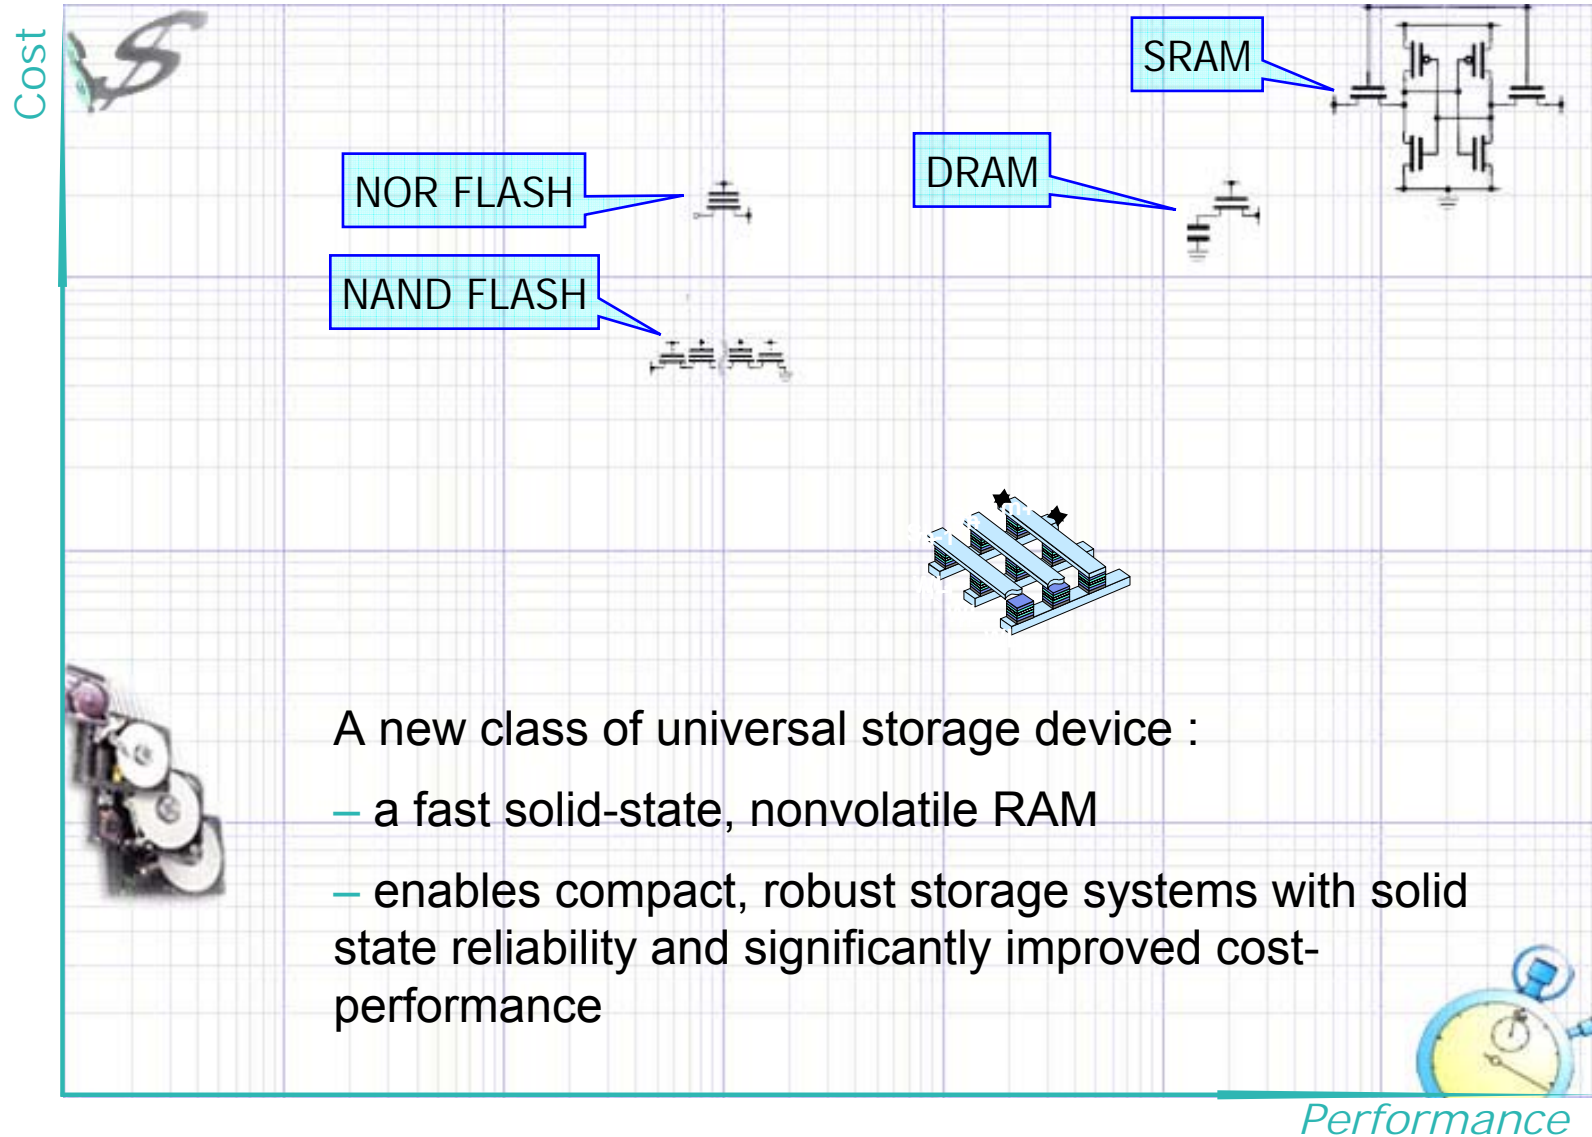 Cost
SRAM
NOR FLASH
DRAM
NAND FLASH
A new class of universal storage device :
– a fast solid-state, nonvolatile RAM
– enables compact, robust storage systems with solid
state reliability and significantly improved cost-
performance
Performance